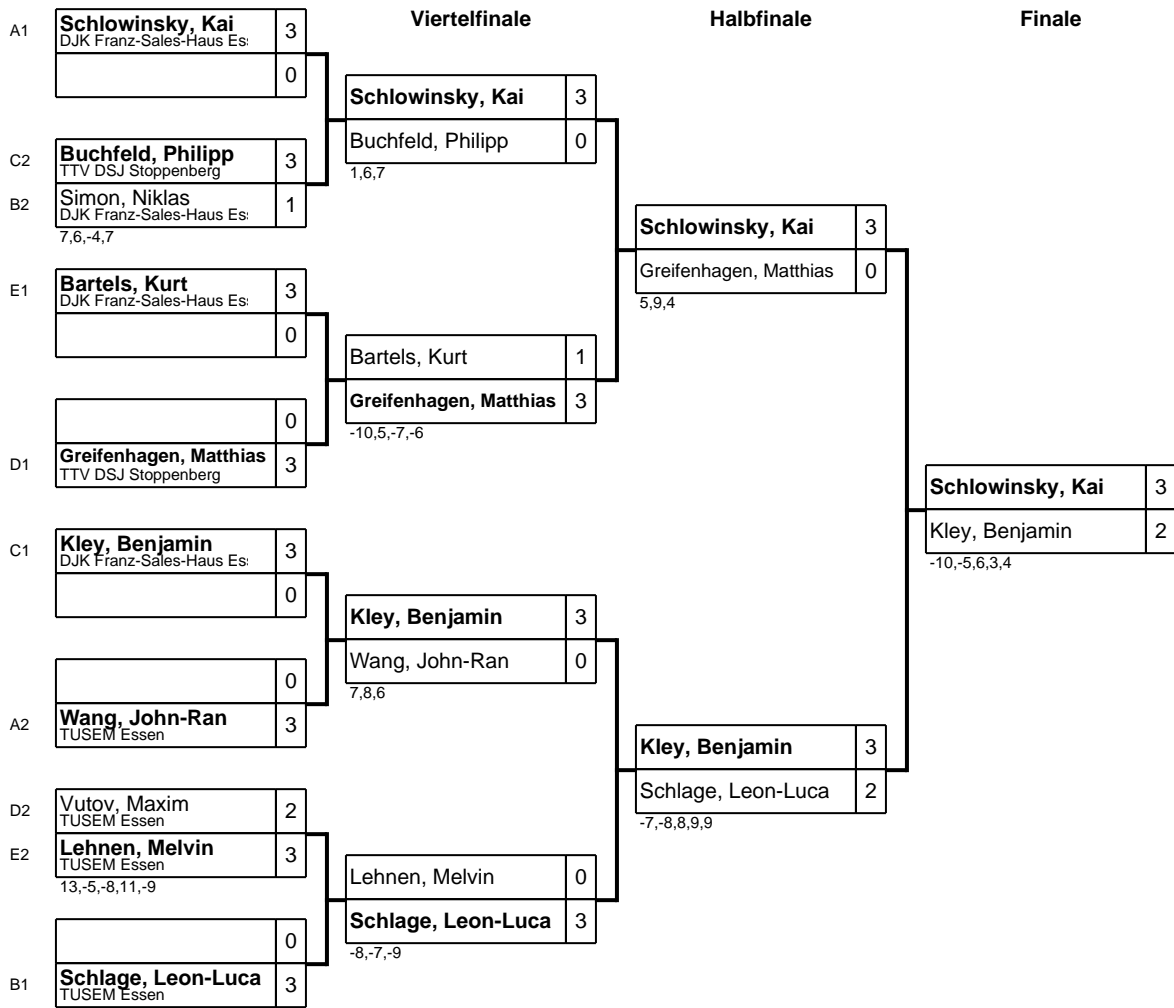 Viertelfinale
Halbfinale
Finale
A1
Schlowinsky, Kai
3
DJK Franz-Sales-Haus Es
0
C2
Buchfeld, Philipp
3
TTV DSJ Stoppenberg
B2
Simon, Niklas
1
DJK Franz-Sales-Haus Es
7,6,-4,7
E1
Bartels, Kurt
3
DJK Franz-Sales-Haus Es
0
0
D1
Greifenhagen, Matthias
3
TTV DSJ Stoppenberg
C1
Kley, Benjamin
3
DJK Franz-Sales-Haus Es
0
0
A2
Wang, John-Ran
3
TUSEM Essen
D2
Vutov, Maxim
2
TUSEM Essen
E2
Lehnen, Melvin
3
TUSEM Essen
13,-5,-8,11,-9
0
B1
Schlage, Leon-Luca
3
TUSEM Essen
Schlowinsky, Kai
3
Buchfeld, Philipp
0
1,6,7
Bartels, Kurt
1
Greifenhagen, Matthias
3
-10,5,-7,-6
Kley, Benjamin
3
Wang, John-Ran
0
7,8,6
Lehnen, Melvin
0
Schlage, Leon-Luca
3
-8,-7,-9
Schlowinsky, Kai
3
Greifenhagen, Matthias
0
5,9,4
Kley, Benjamin
3
Schlage, Leon-Luca
2
-7,-8,8,9,9
Schlowinsky, Kai
3
Kley, Benjamin
2
-10,-5,6,3,4